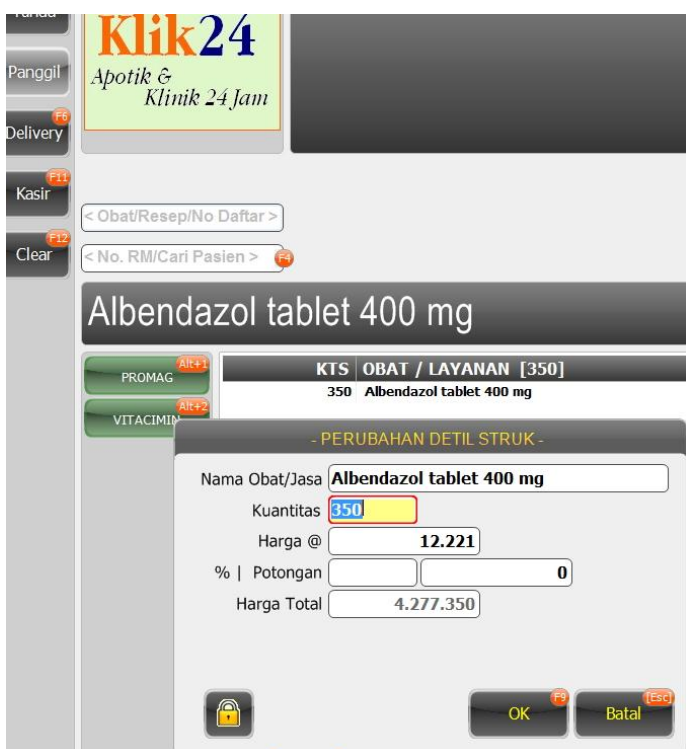 Klik24
Apotik &
Klinik 24 Jam
Panggil
F6
Delivery
F11
Kasir
F12
Clear
< Obat/Resep/No Daftar >
< No. RM/Cari Pasien >
F4
Albendazol tablet 400 mg
Alt+1
PROMAG
Alt+2
VITACIMIN
KTS OBAT / LAYANAN [350]
350 Albendazol tablet 400 mg
- PERUBAHAN DETIL STRUK -
Nama Obat/Jasa Albendazol tablet 400 mg
Kuantitas 350
Harga @ 12.221
% | Potongan 0
Harga Total 4.277.350
F9
OK
[Esc]
Batal